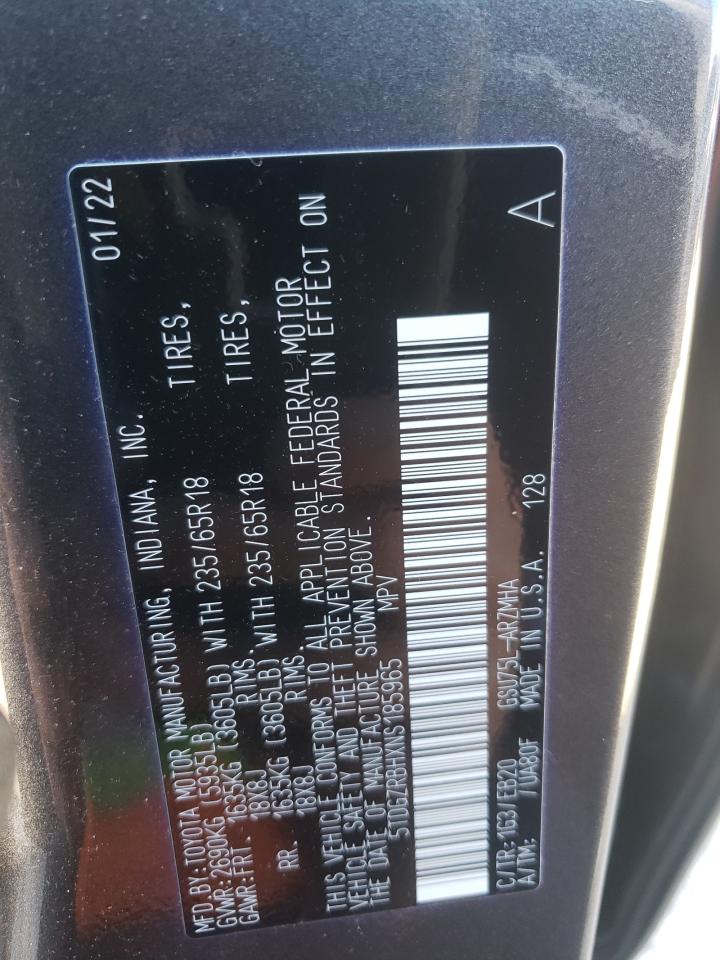 MFD.BY:TOYOTA MOTOR MANUFACTURING, INDIANA, INC. 01/22
GVWR:2690KG (5935LB)
GAWR:FRT. 1635KG (3605LB) WITH 235/65R18 TIRES,
18X8J RIMS,
RR. 1635KG (3605LB) WITH 235/65R18 TIRES,
18X8J RIMS.
THIS VEHICLE CONFORMS TO ALL APPLICABLE FEDERAL MOTOR
VEHICLE SAFETY AND THEFT PREVENTION STANDARDS IN EFFECT ON
THE DATE OF MANUFACTURE SHOWN ABOVE.
5TDGZRBHXNS185965 MPV
C/TR:1G3/EB20 GSU75L-ARZMHA
A/TM: /UA80F MADE IN U.S.A. 128 A